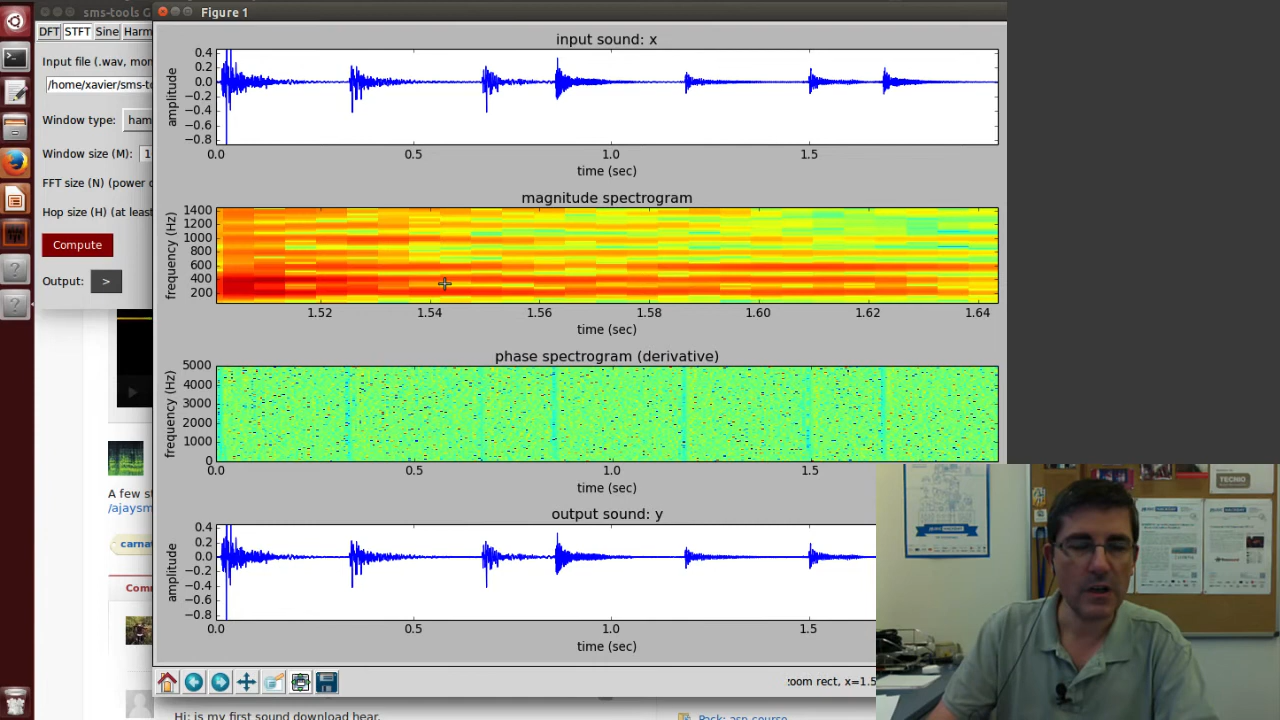 sms-tools G
Figure 1
DFT STFT Sine Harm
Input file (.wav, mon
/home/xavier/sms-to
Window type: ham
Window size (M): 1
FFT size (N) (power o
Hop size (H) (at least
Compute
Output: >
input sound: x
amplitude
0.4
0.2
0.0
−0.2
−0.4
−0.6
−0.8
0.0 0.5 1.0 1.5
time (sec)
magnitude spectrogram
frequency (Hz)
1400
1200
1000
800
600
400
200
1.52 1.54 1.56 1.58 1.60 1.62 1.64
time (sec)
phase spectrogram (derivative)
frequency (Hz)
5000
4000
3000
2000
1000
0
0.0 0.5 1.0 1.5
time (sec)
output sound: y
amplitude
0.4
0.2
0.0
−0.2
−0.4
−0.6
−0.8
0.0 0.5 1.0 1.5
time (sec)
zoom rect, x=1.5
A few st
/ajaysm
carnat
Comm
Hi: is my first sound download hear.
Pack: asp-course
TECNIO